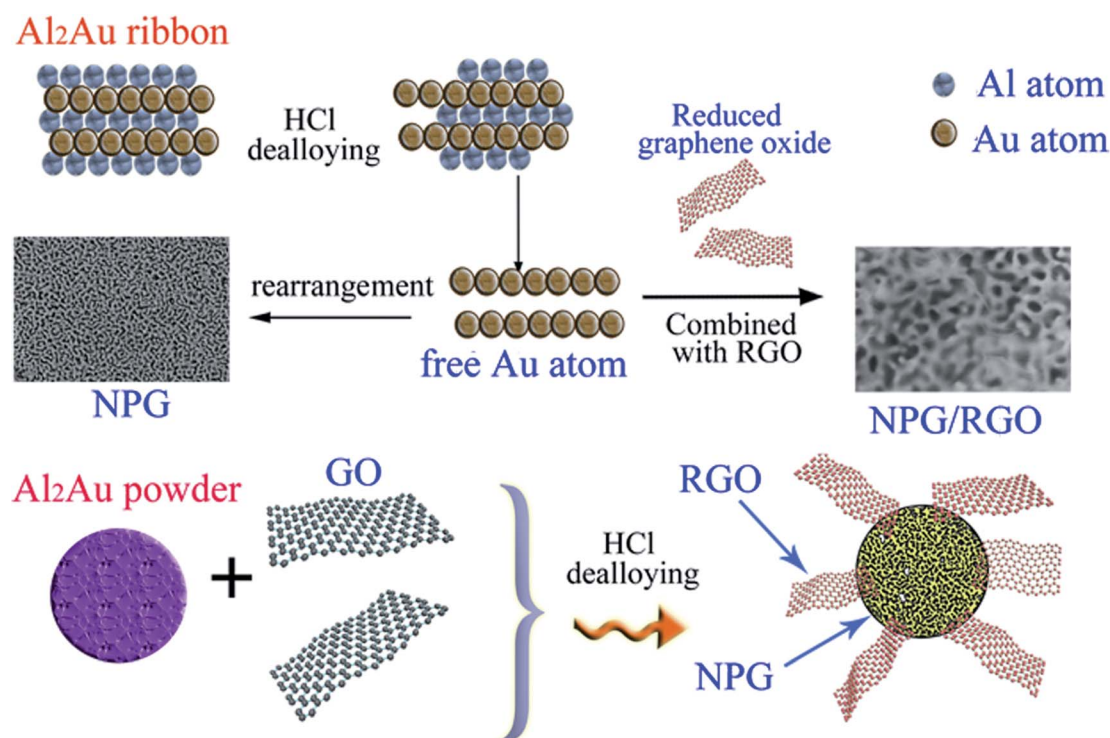 Al₂Au ribbon
HCl
dealloying
Reduced
graphene oxide
Al atom
Au atom
rearrangement
free Au atom
Combined
with RGO
NPG
NPG/RGO
Al₂Au powder
+
GO
HCl
dealloying
RGO
NPG